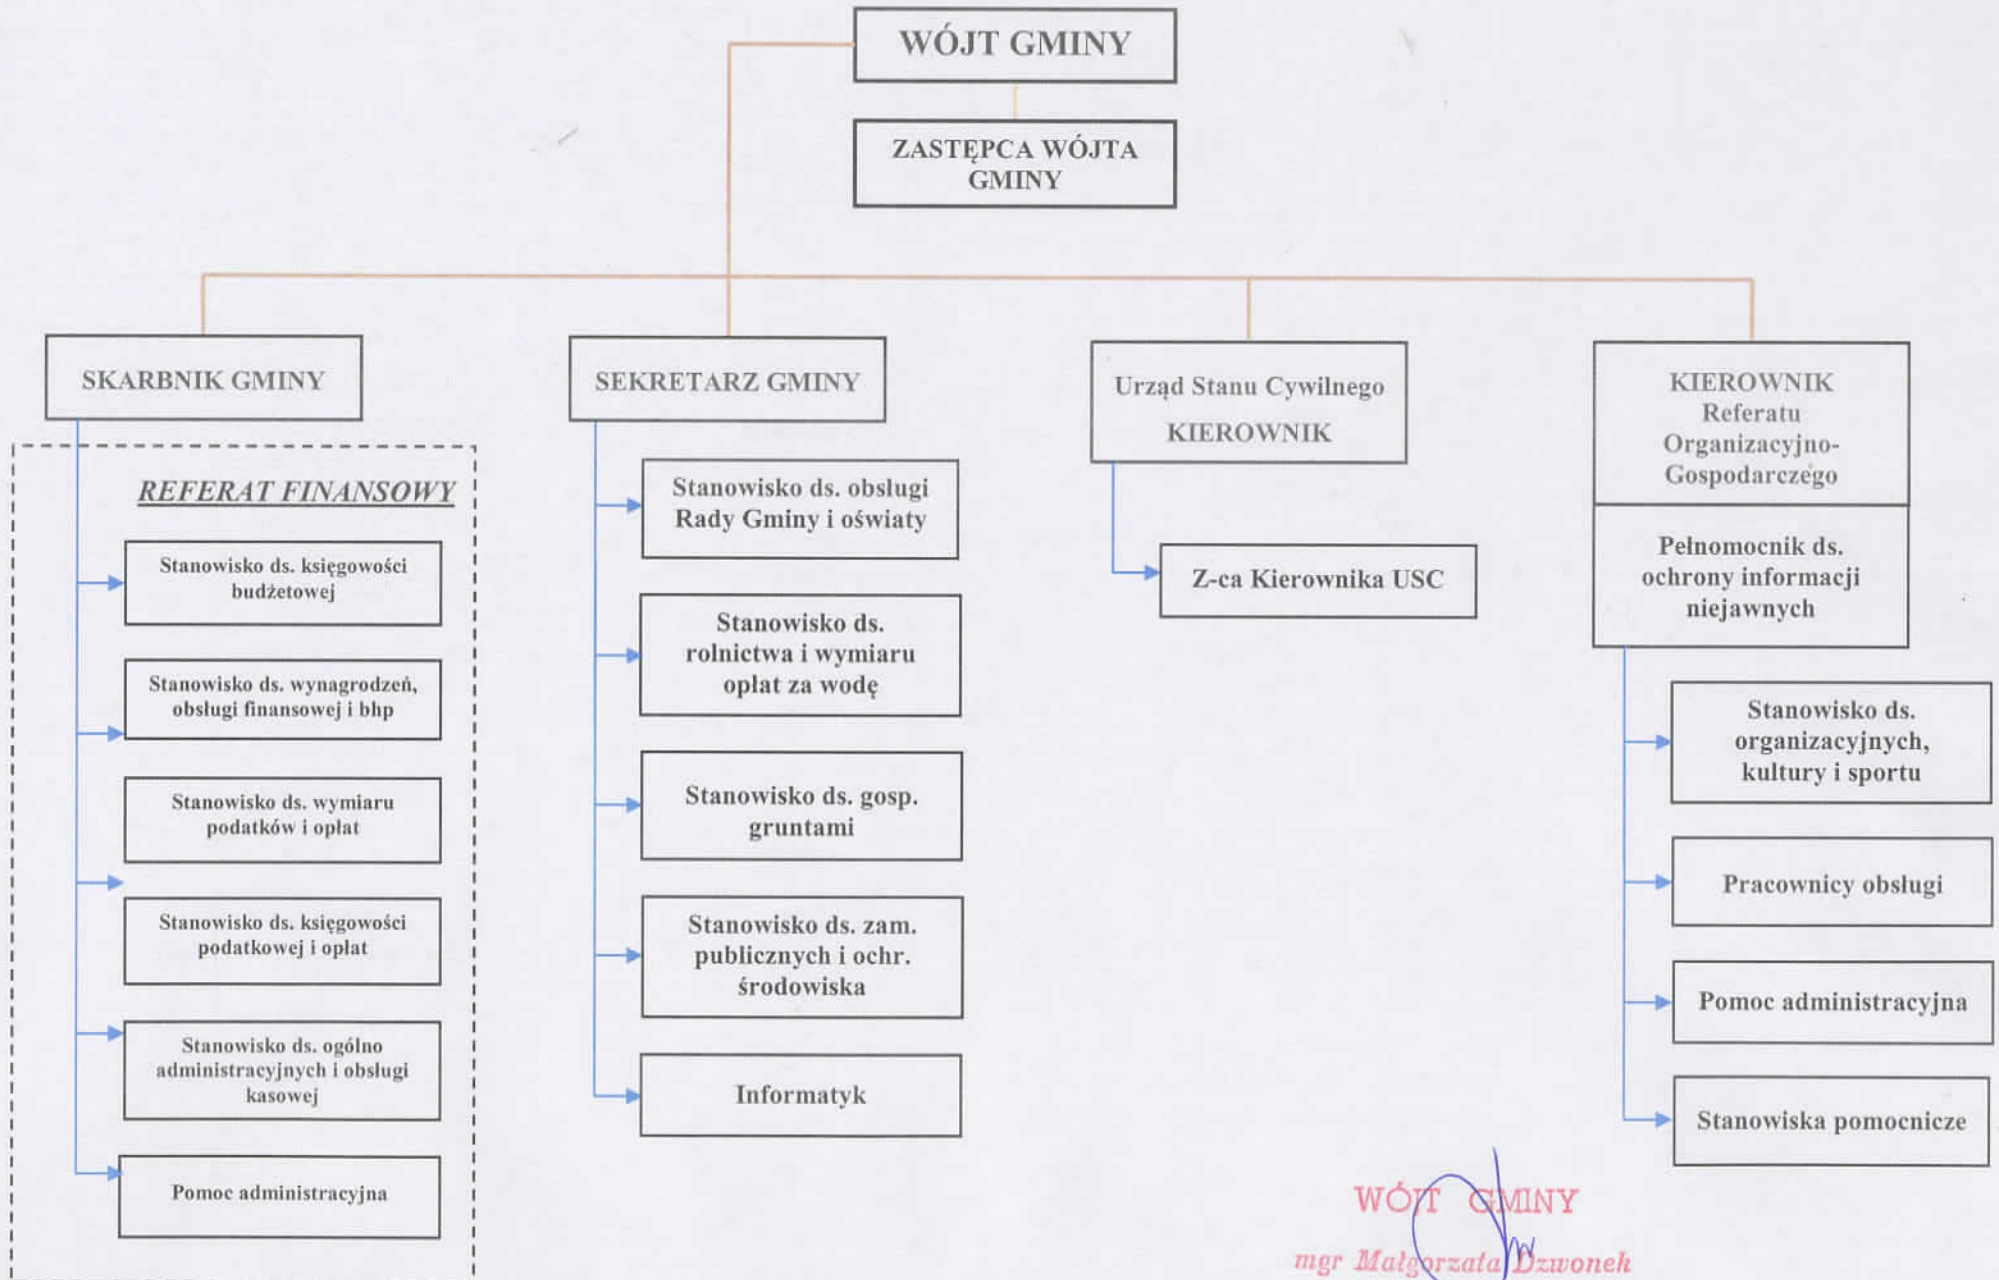 WÓJT GMINY
ZASTĘPCA WÓJTA
GMINY
SKARBNIK GMINY
REFERAT FINANSOWY
Stanowisko ds. księgowości
budżetowej
Stanowisko ds. wynagrodzeń,
obsługi finansowej i bhp
Stanowisko ds. wymiaru
podatków i opłat
Stanowisko ds. księgowości
podatkowej i opłat
Stanowisko ds. ogólno
administracyjnych i obsługi
kasowej
Pomoc administracyjna
SEKRETARZ GMINY
Stanowisko ds. obsługi
Rady Gminy i oświaty
Stanowisko ds.
rolnictwa i wymiaru
opłat za wodę
Stanowisko ds. gosp.
gruntami
Stanowisko ds. zam.
publicznych i ochr.
środowiska
Informatyk
Urząd Stanu Cywilnego
KIEROWNIK
Z-ca Kierownika USC
KIEROWNIK
Referatu
Organizacyjno-
Gospodarczego
Pełnomocnik ds.
ochrony informacji
niejawnych
Stanowisko ds.
organizacyjnych,
kultury i sportu
Pracownicy obsługi
Pomoc administracyjna
Stanowiska pomocnicze
WÓJT GMINY
mgr Małgorzata Dzwonek